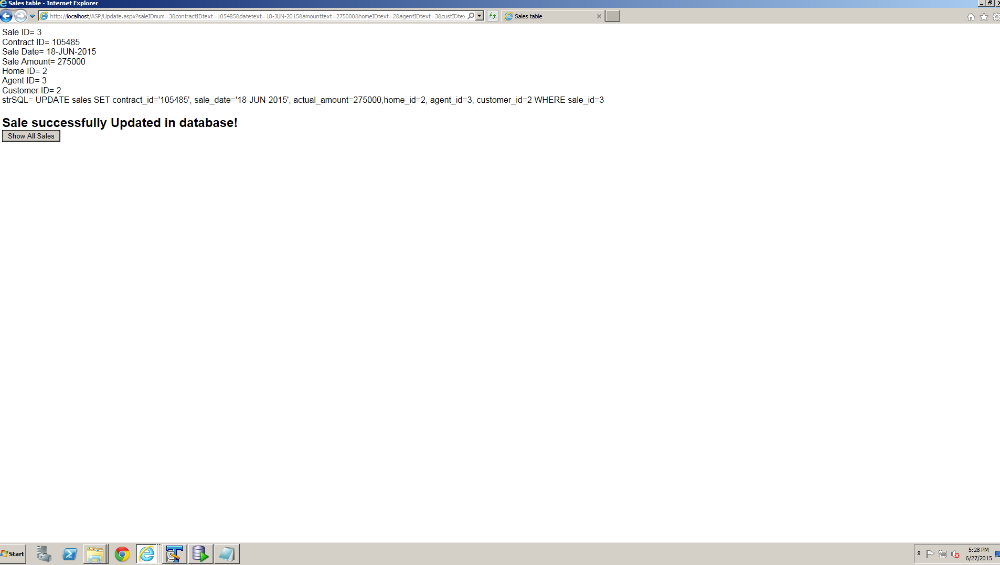 Sales table - Internet Explorer
http://localhost/ASP/Update.aspx?saleIDnum=3&contractIDtext=105485&datetext=18-JUN-2015&amounttext=275000&homeIDtext=2&agentIDtext=3&custIDtex
Sales table
Sale ID= 3
Contract ID= 105485
Sale Date= 18-JUN-2015
Sale Amount= 275000
Home ID= 2
Agent ID= 3
Customer ID= 2
strSQL= UPDATE sales SET contract_id='105485', sale_date='18-JUN-2015', actual_amount=275000,home_id=2, agent_id=3, customer_id=2 WHERE sale_id=3
Sale successfully Updated in database!
Show All Sales
Start
5:28 PM
6/27/2015